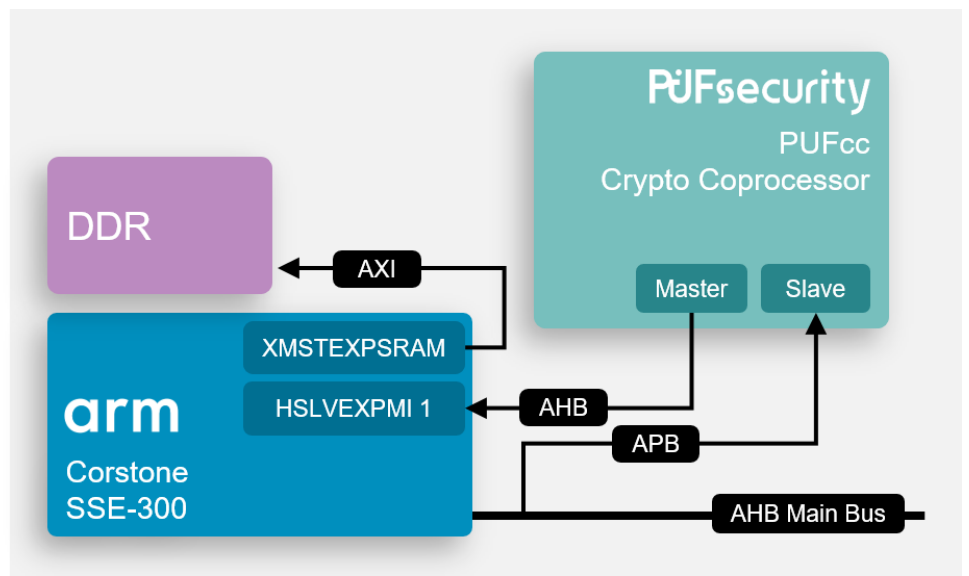 PUFsecurity
PUFcc
Crypto Coprocessor
Master
Slave
DDR
AXI
XMSTEXPSRAM
HSLVEXPMI 1
AHB
arm
Corstone
SSE-300
APB
AHB Main Bus